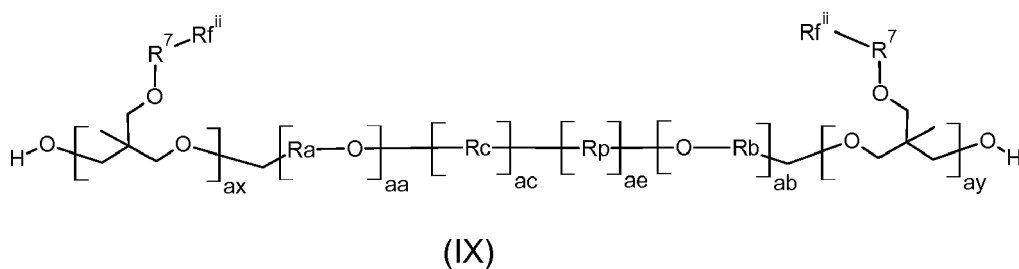 Rf^ii Rf^ii
R^7 R^7
O O
H O [ O ]ax [ Ra O ]aa [ Rc ]ac [ Rp ]ae [ O Rb ]ab [ O ]ay O H
(IX)